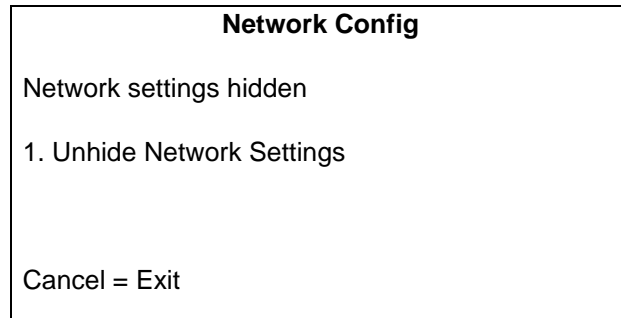 Network Config
Network settings hidden
1. Unhide Network Settings
Cancel = Exit